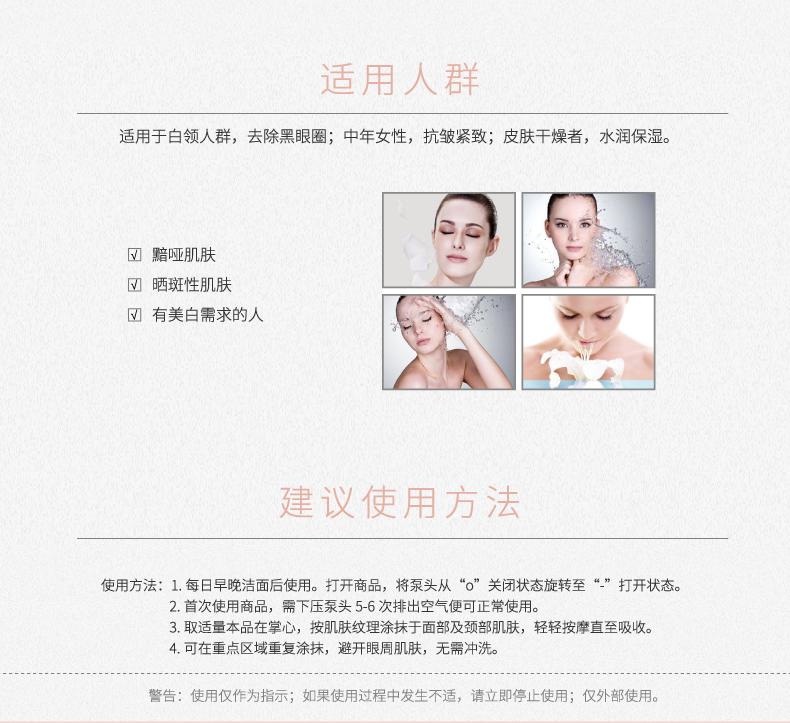 适用人群
适用于白领人群，去除黑眼圈；中年女性，抗皱紧致；皮肤干燥者，水润保湿。
黯哑肌肤
晒斑性肌肤
有美白需求的人
建议使用方法
使用方法：1. 每日早晚洁面后使用。打开商品，将泵头从“o”关闭状态旋转至“-”打开状态。
2. 首次使用商品，需下压泵头 5-6 次排出空气便可正常使用。
3. 取适量本品在掌心，按肌肤纹理涂抹于面部及颈部肌肤，轻轻按摩直至吸收。
4. 可在重点区域重复涂抹，避开眼周肌肤，无需冲洗。
警告：使用仅作为指示；如果使用过程中发生不适，请立即停止使用；仅外部使用。